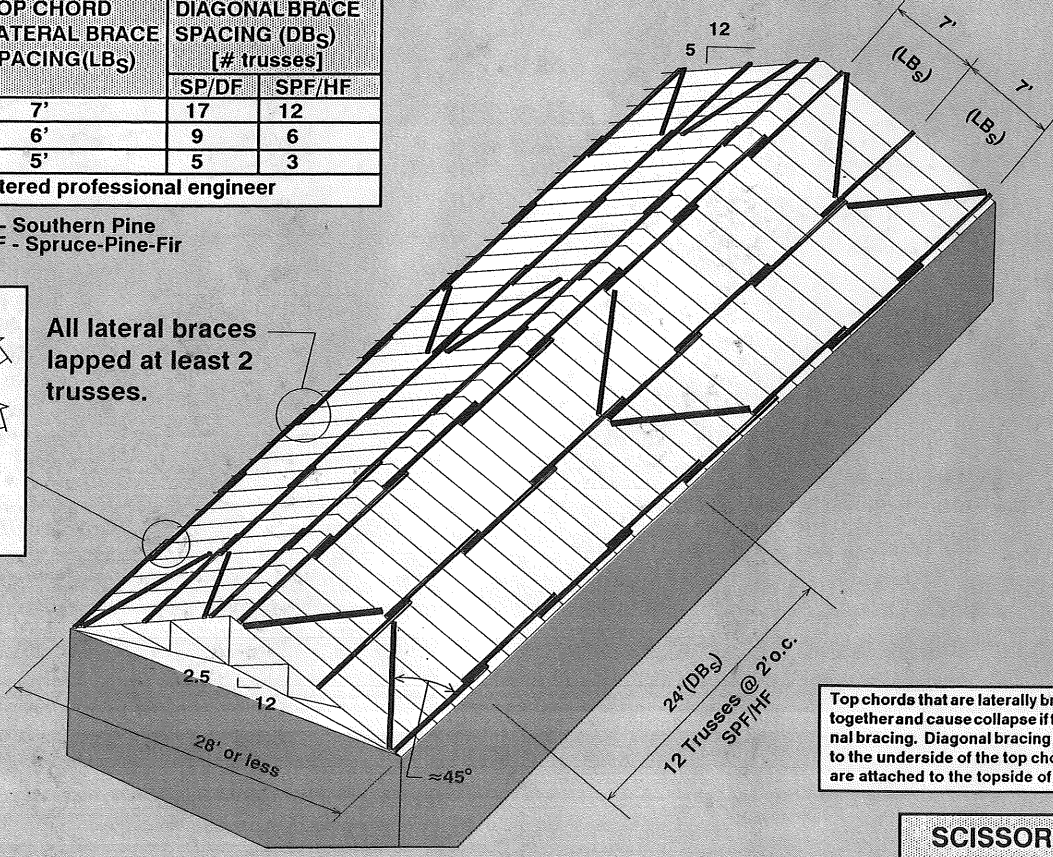 OP CHORD
ATERAL BRACE
PACING(LBS)
DIAGONALBRACE
SPACING (DBS)
[# trusses]
SP/DF SPF/HF
7’ 17 12
6’ 9 6
5’ 5 3
tered professional engineer
- Southern Pine
F - Spruce-Pine-Fir
All lateral braces
lapped at least 2
trusses.
12
5
7’
(LBS)
7’
(LBS)
2.5
12
28’ or less
≈45°
24’(DBS)
12 Trusses @ 2’o.c.
SPF/HF
Top chords that are laterally br
together and cause collapse if t
nal bracing. Diagonal bracing
to the underside of the top cho
are attached to the topside of
SCISSOR